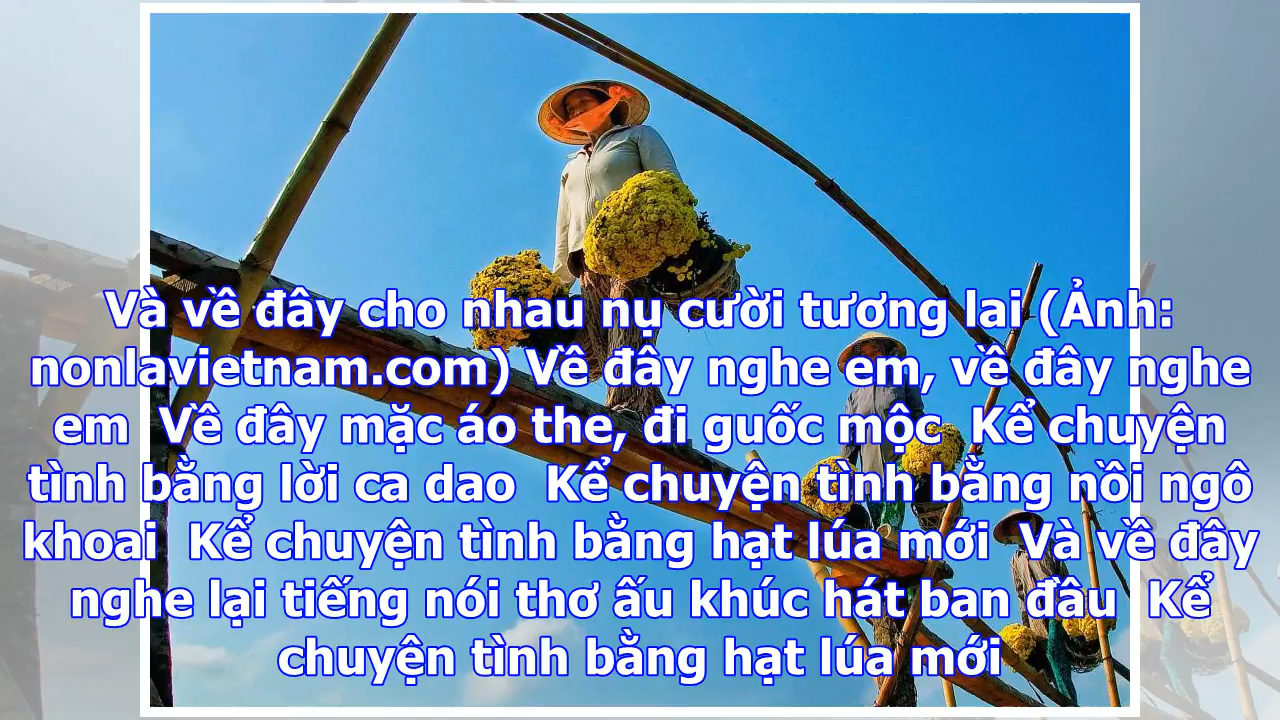 Và về đây cho nhau nụ cười tương lai (Ảnh:
nonlavietnam.com) Về đây nghe em, về đây nghe
em Về đây mặc áo the, đi guốc mộc Kể chuyện
tình bằng lời ca dao Kể chuyện tình bằng nồi ngô
khoai Kể chuyện tình bằng hạt lúa mới Và về đây
nghe lại tiếng nói thơ ấu khúc hát ban đầu Kể
chuyện tình bằng hạt lúa mới